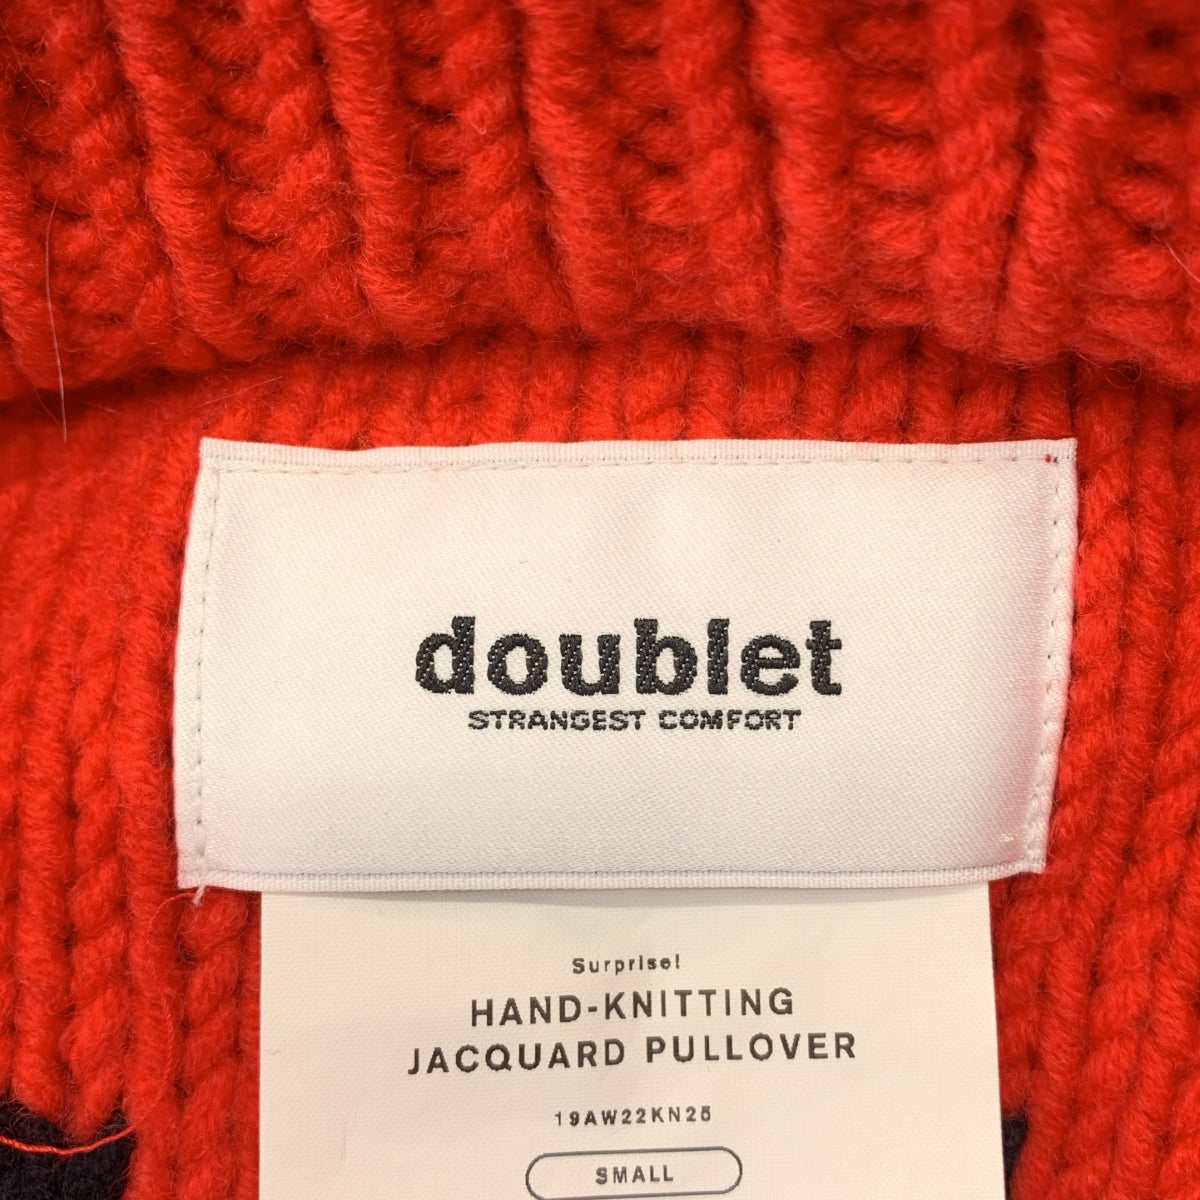 doublet
STRANGEST COMFORT
Surprise!
HAND-KNITTING
JACQUARD PULLOVER
19AW22KN25
SMALL